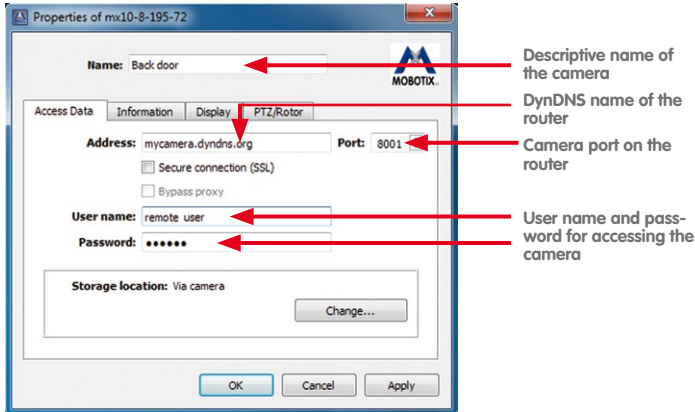 Properties of mx10-8-195-72
Name: Back door
MOBOTIX
Descriptive name of
the camera
Access Data Information Display PTZ/Rotor
DynDNS name of the
router
Address: mycamera.dyndns.org Port: 8001
Camera port on the
router
Secure connection (SSL)
Bypass proxy
User name: remote user
User name and pass-
word for accessing the
camera
Password: ••••••
Storage location: Via camera
Change...
OK Cancel Apply